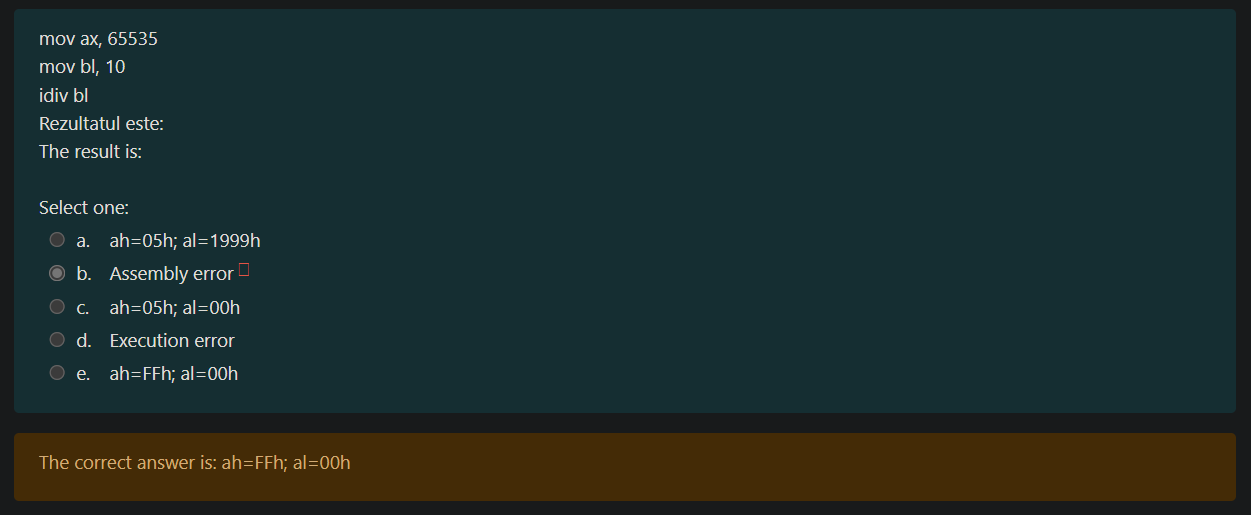 mov ax, 65535
mov bl, 10
idiv bl
Rezultatul este:
The result is:
Select one:
a. ah=05h; al=1999h
b. Assembly error
c. ah=05h; al=00h
d. Execution error
e. ah=FFh; al=00h
The correct answer is: ah=FFh; al=00h